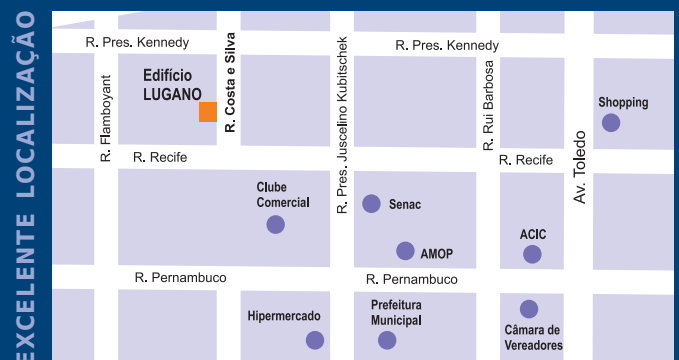 EXCELENTE LOCALIZAÇÃO
R. Pres. Kennedy
R. Pres. Kennedy
Edifício
LUGANO
R. Flamboyant
R. Costa e Silva
R. Pres. Juscelino Kubitschek
R. Rui Barbosa
Av. Toledo
Shopping
R. Recife
R. Recife
Clube
Comercial
Senac
AMOP
ACIC
R. Pernambuco
R. Pernambuco
Hipermercado
Prefeitura
Municipal
Câmara de
Vereadores